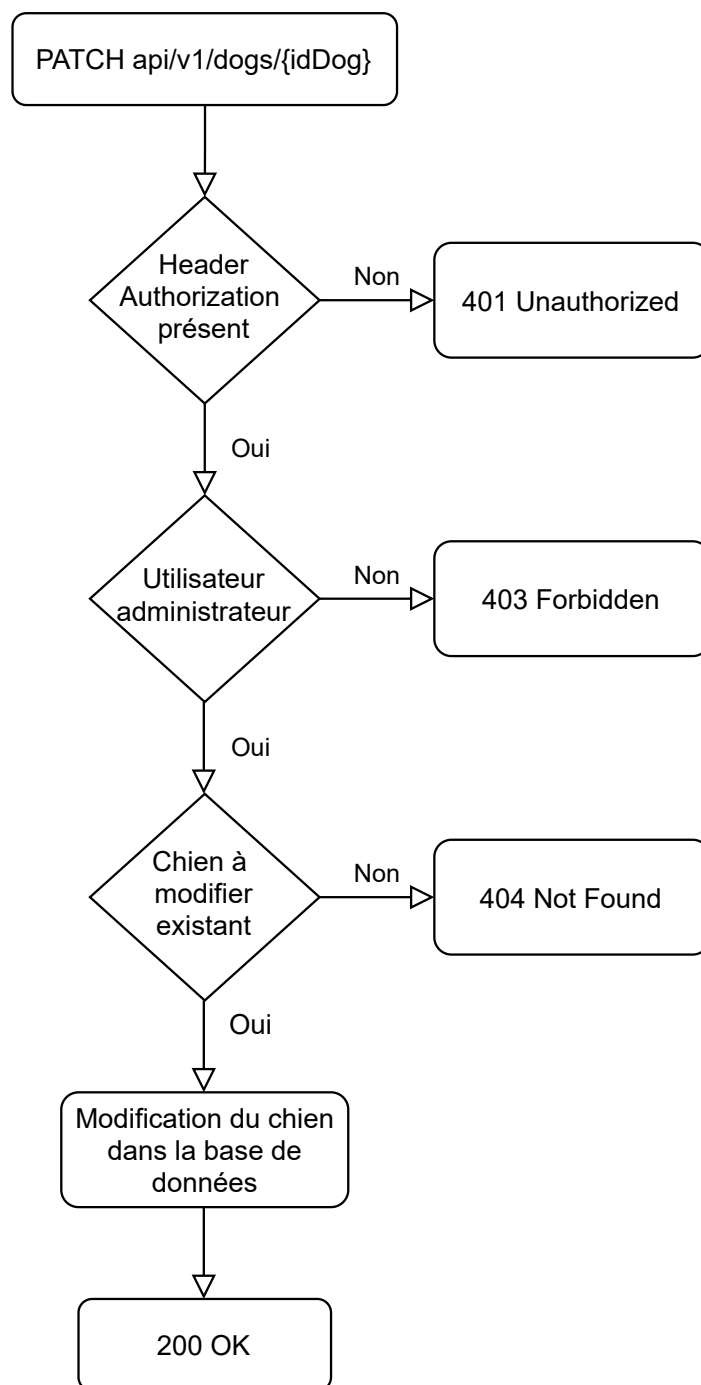 PATCH api/v1/dogs/{idDog}
Header
Authorization
présent
Non
401 Unauthorized
Oui
Utilisateur
administrateur
Non
403 Forbidden
Oui
Chien à
modifier
existant
Non
404 Not Found
Oui
Modification du chien
dans la base de
données
200 OK